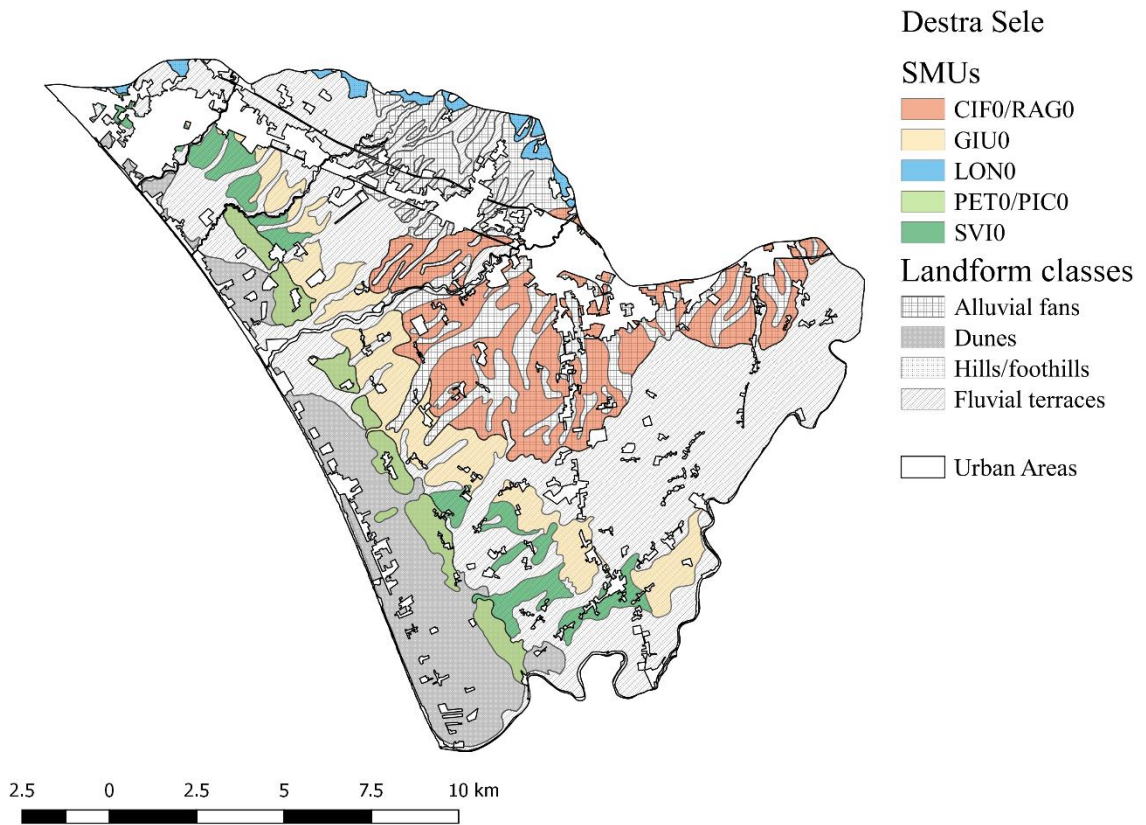 Destra Sele
SMUs
CIF0/RAG0
GIU0
LON0
PET0/PIC0
SVI0
Landform classes
Alluvial fans
Dunes
Hills/foothills
Fluvial terraces
Urban Areas
2.5 0 2.5 5 7.5 10 km